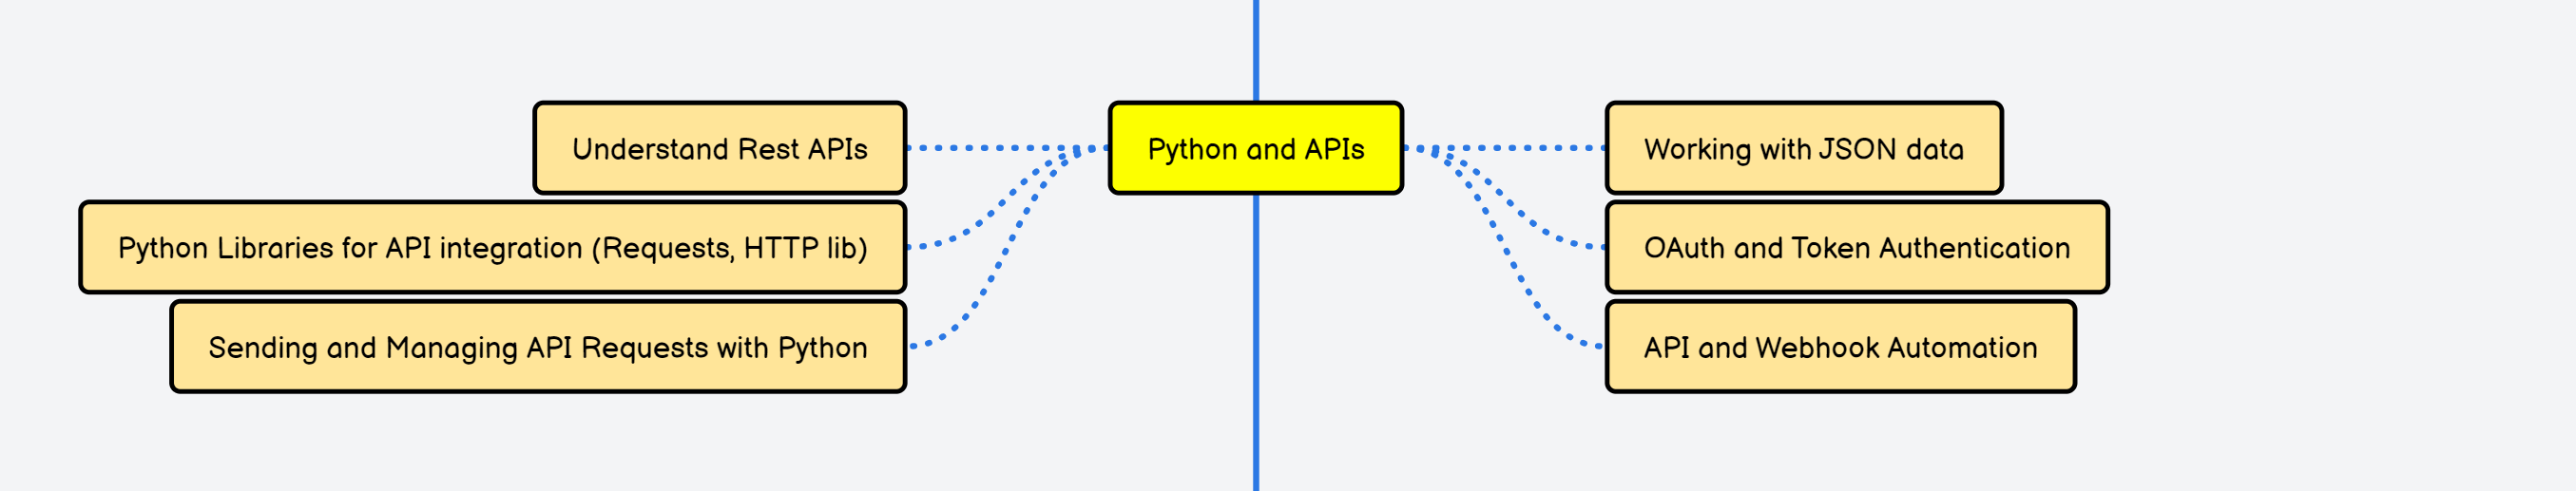 Understand Rest APIs
Python and APIs
Working with JSON data
Python Libraries for API integration (Requests, HTTP lib)
OAuth and Token Authentication
Sending and Managing API Requests with Python
API and Webhook Automation